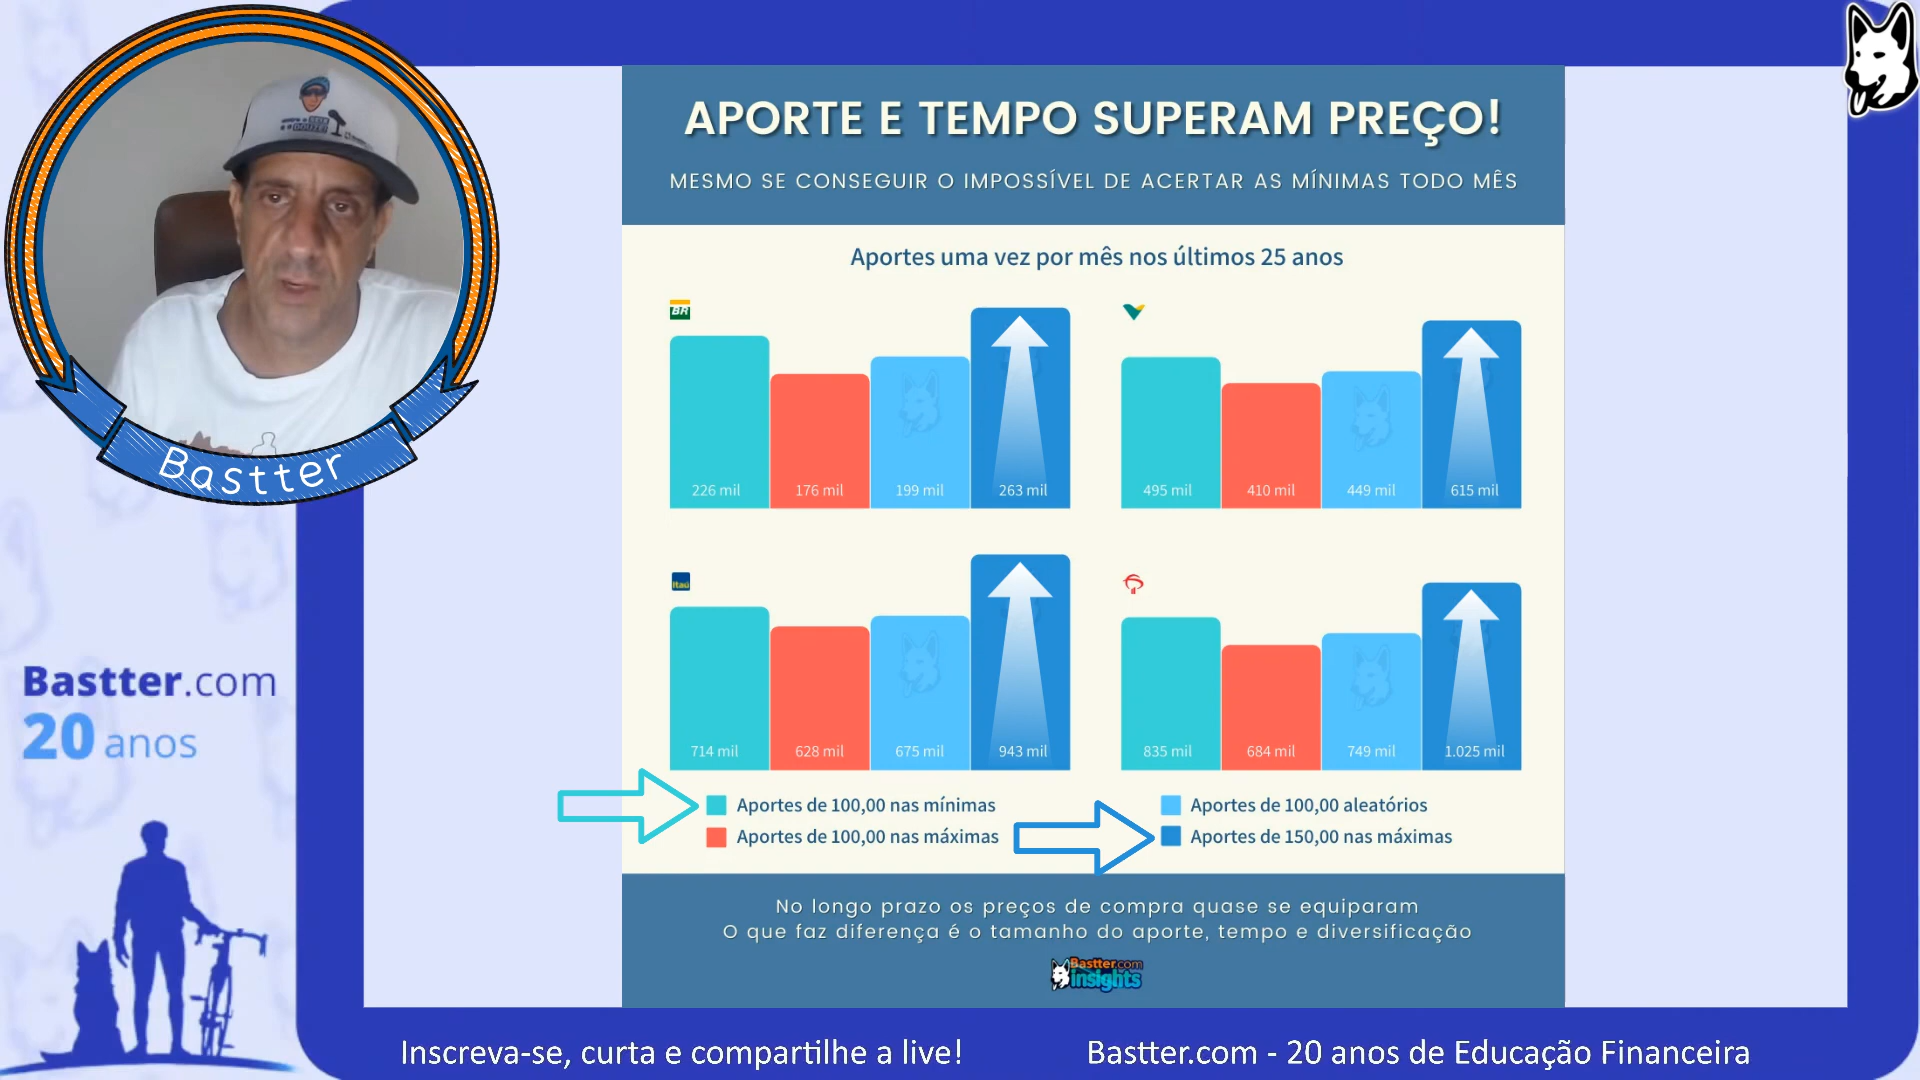 APORTE E TEMPO SUPERAM PREÇO!
MESMO SE CONSEGUIR O IMPOSSÍVEL DE ACERTAR AS MÍNIMAS TODO MÊS
Aportes uma vez por mês nos últimos 25 anos
BR
226 mil
176 mil
199 mil
263 mil
495 mil
410 mil
449 mil
615 mil
Itaú
714 mil
628 mil
675 mil
943 mil
835 mil
684 mil
749 mil
1.025 mil
Aportes de 100,00 nas mínimas
Aportes de 100,00 nas máximas
Aportes de 100,00 aleatórios
Aportes de 150,00 nas máximas
No longo prazo os preços de compra quase se equiparam
O que faz diferença é o tamanho do aporte, tempo e diversificação
Bastter.com
insights
Bastter
Bastter.com
20 anos
Inscreva-se, curta e compartilhe a live!
Bastter.com - 20 anos de Educação Financeira